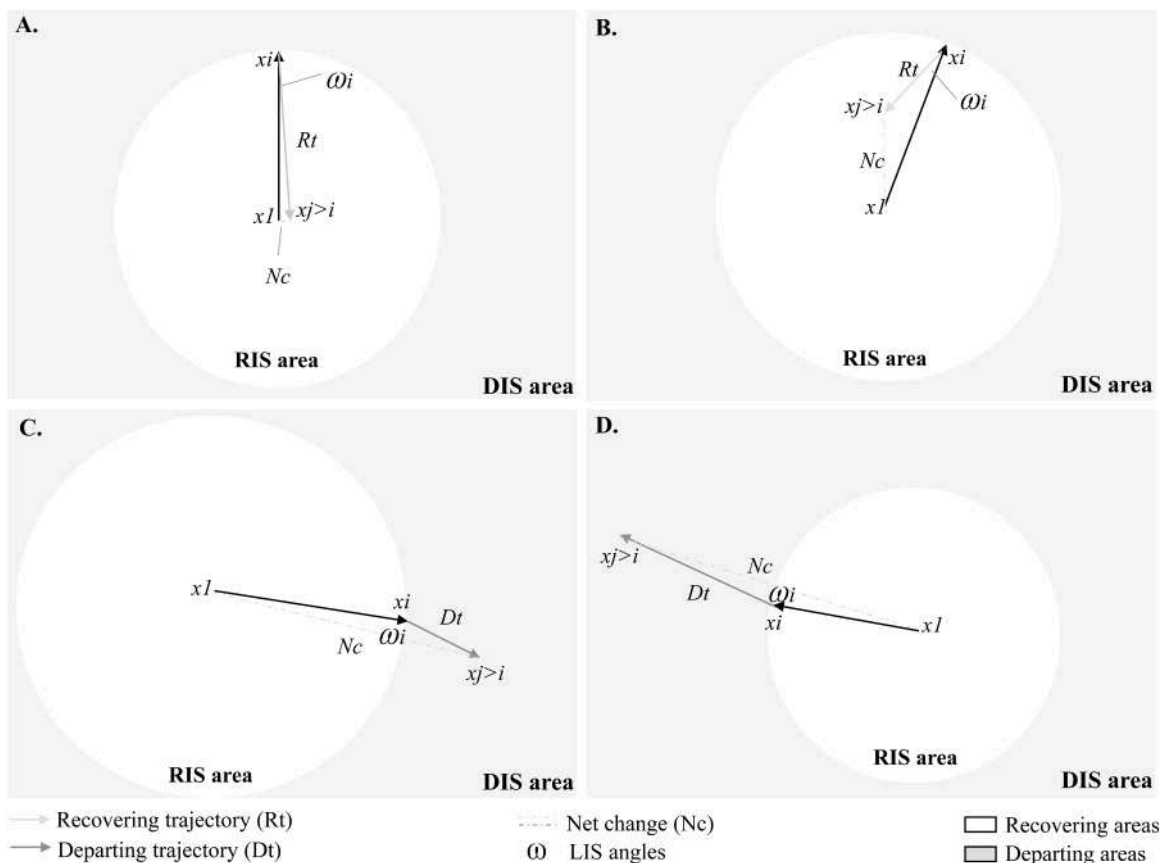 A.
xi
ωi
Rt
x1
xj>i
Nc
RIS area
DIS area
B.
xi
Rt
ωi
xj>i
Nc
x1
RIS area
DIS area
C.
x1
xi
Dt
ωi
Nc
xj>i
RIS area
DIS area
D.
xj>i
Nc
Dt
ωi
xi
x1
RIS area
DIS area
Recovering trajectory (Rt)
Net change (Nc)
Recovering areas
Departing trajectory (Dt)
ω LIS angles
Departing areas